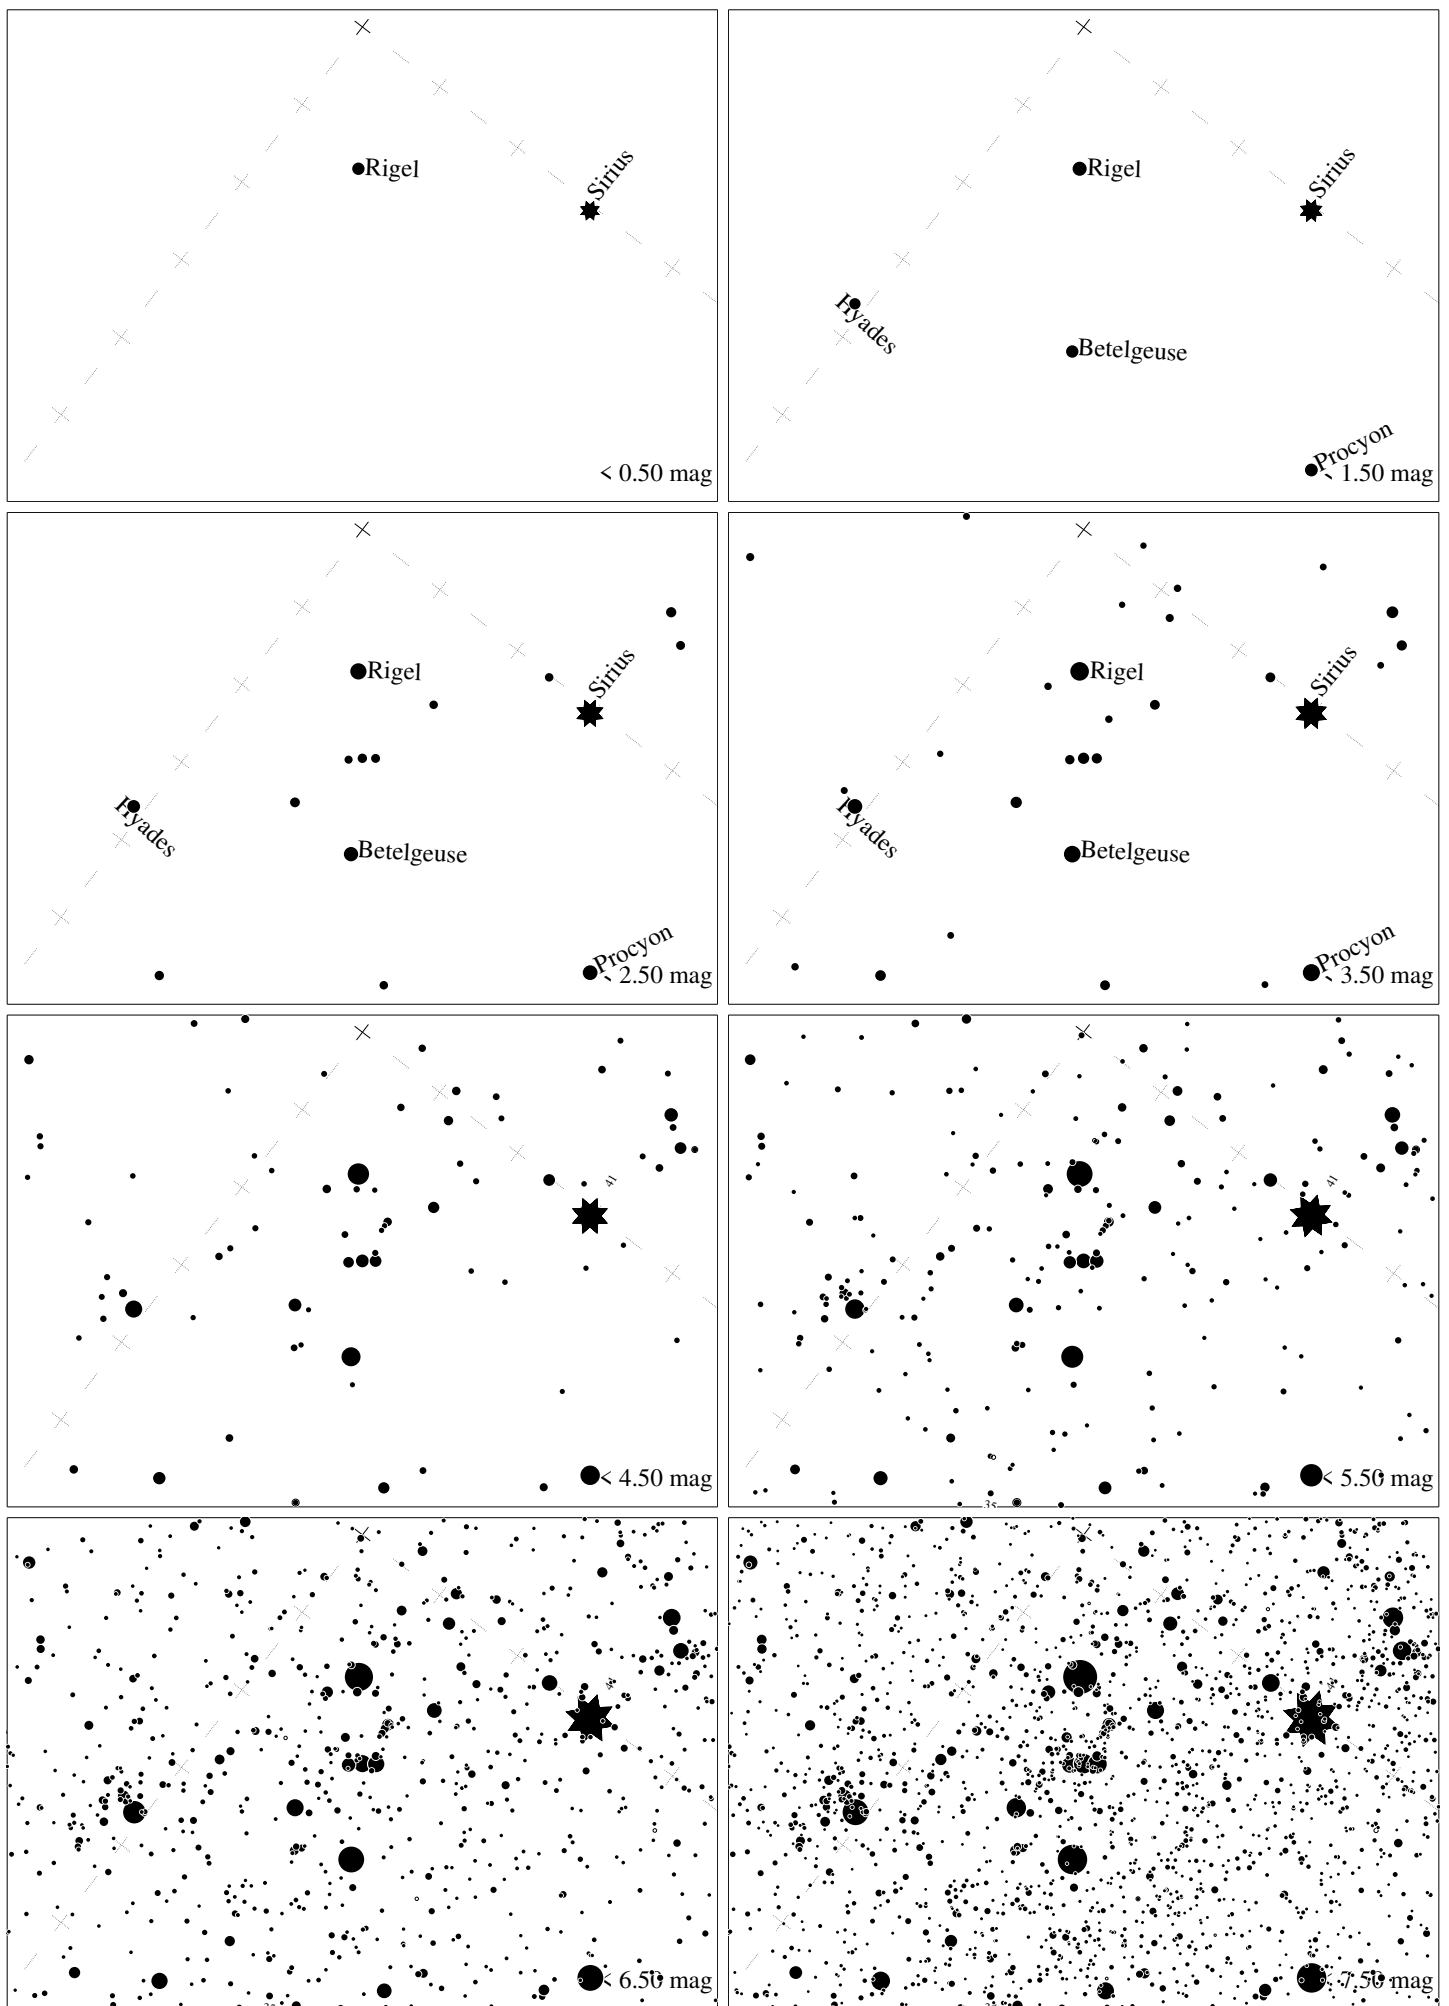 Rigel
Sirius
< 0.50 mag
Rigel
Sirius
Hyades
Betelgeuse
Procyon
< 1.50 mag
Rigel
Sirius
Hyades
Betelgeuse
Procyon
< 2.50 mag
Rigel
Sirius
Hyades
Betelgeuse
Procyon
< 3.50 mag
41
< 4.50 mag
41
< 5.50 mag
< 6.50 mag
< 7.50 mag